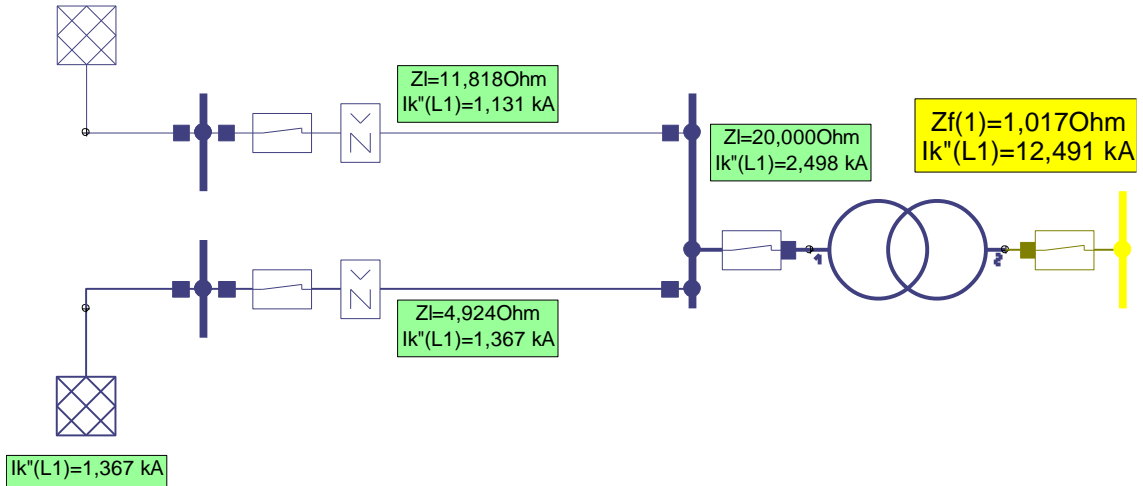 Zl=11,818Ohm
Ik"(L1)=1,131 kA
Zl=20,000Ohm
Ik"(L1)=2,498 kA
Zf(1)=1,017Ohm
Ik"(L1)=12,491 kA
Z<
1
2
Z<
Zl=4,924Ohm
Ik"(L1)=1,367 kA
Ik"(L1)=1,367 kA